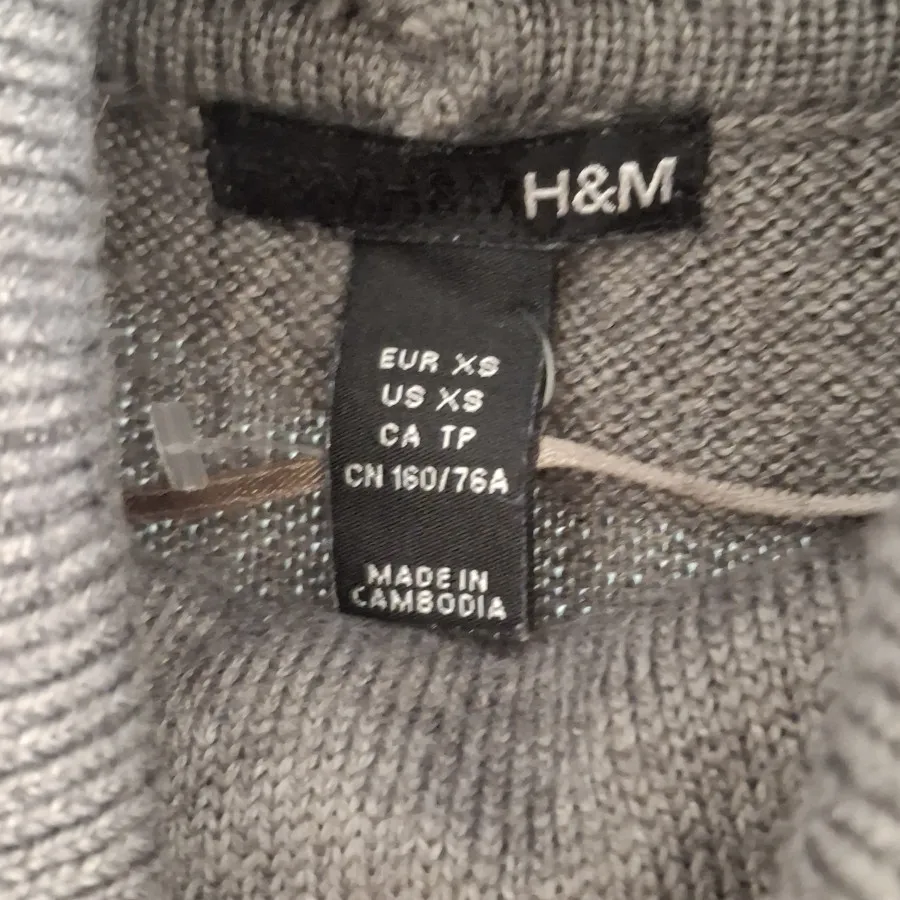 H&M H&M
EUR XS
US XS
CA TP
CN 160/76A
MADE IN
CAMBODIA